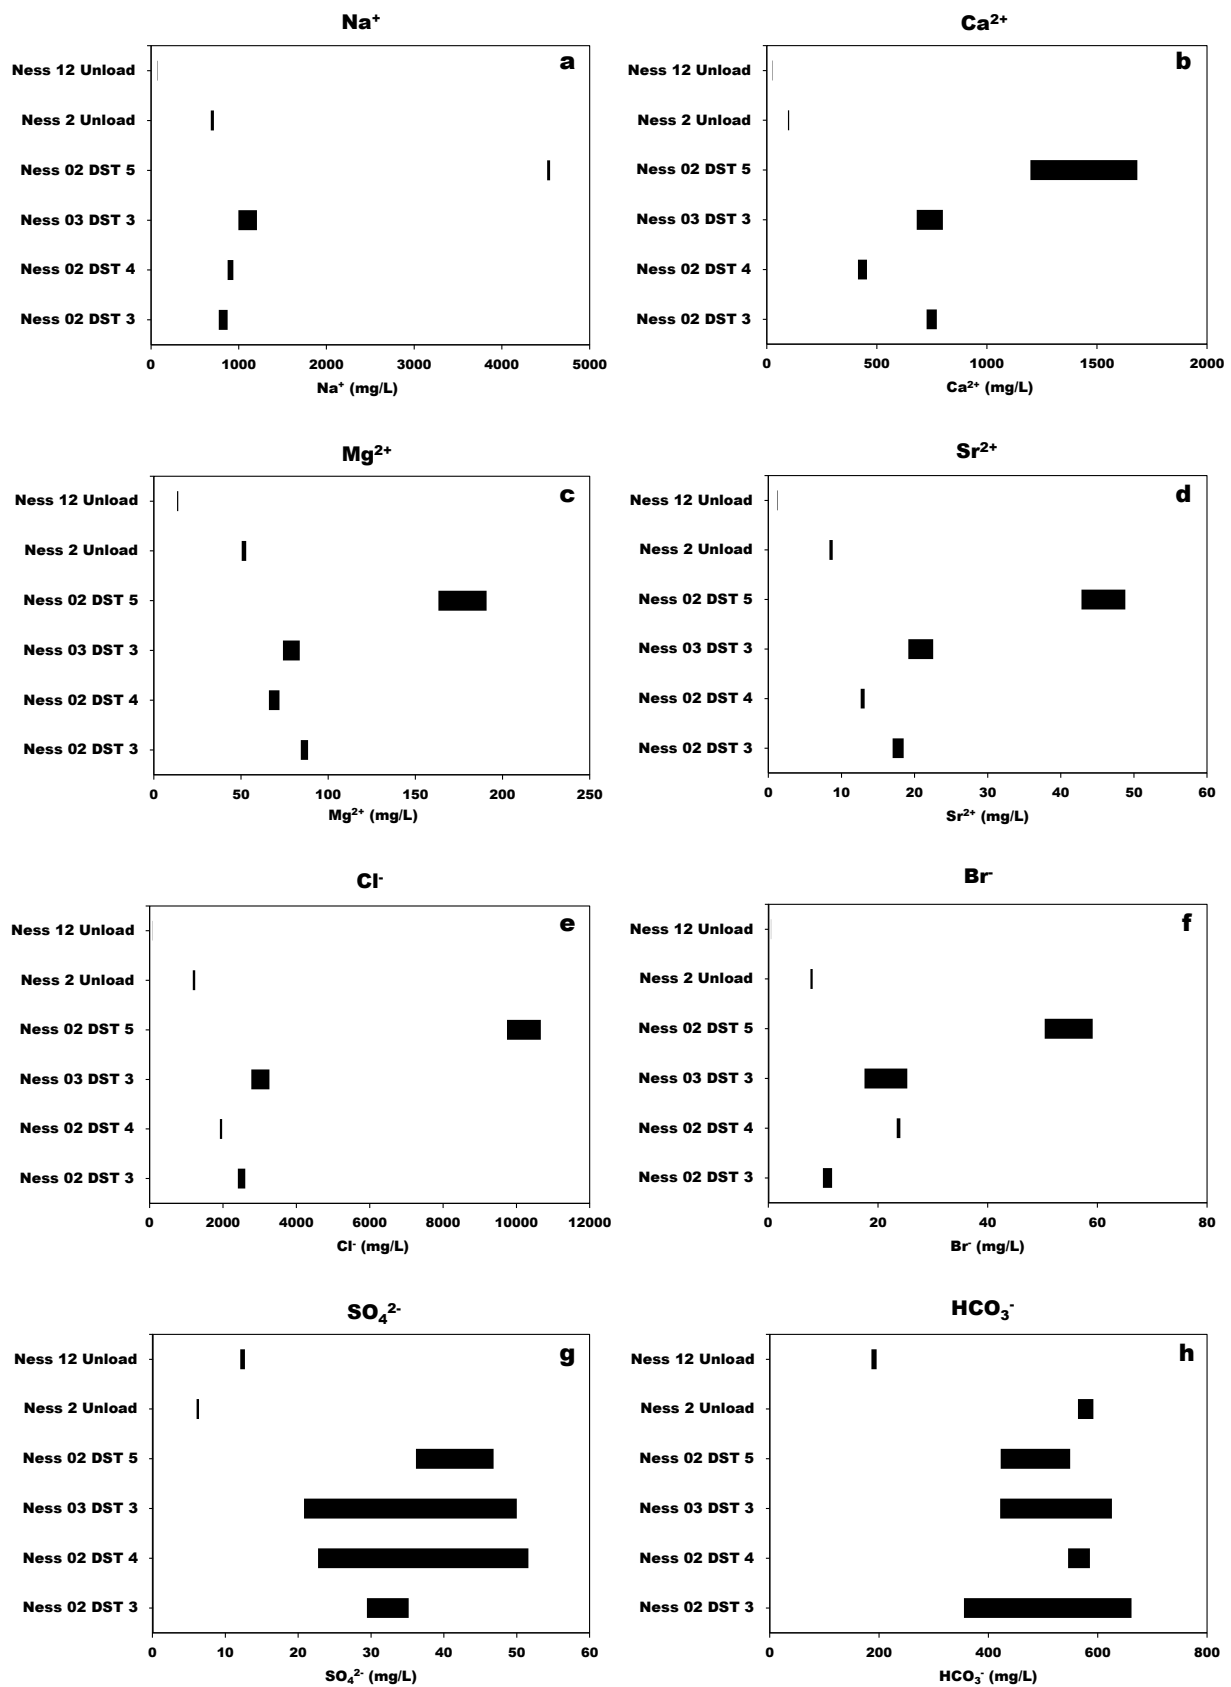 Na⁺
a
Ness 12 Unload
Ness 2 Unload
Ness 02 DST 5
Ness 03 DST 3
Ness 02 DST 4
Ness 02 DST 3
0 1000 2000 3000 4000 5000
Na⁺ (mg/L)
Ca²⁺
b
Ness 12 Unload
Ness 2 Unload
Ness 02 DST 5
Ness 03 DST 3
Ness 02 DST 4
Ness 02 DST 3
0 500 1000 1500 2000
Ca²⁺ (mg/L)
Mg²⁺
c
Ness 12 Unload
Ness 2 Unload
Ness 02 DST 5
Ness 03 DST 3
Ness 02 DST 4
Ness 02 DST 3
0 50 100 150 200 250
Mg²⁺ (mg/L)
Sr²⁺
d
Ness 12 Unload
Ness 2 Unload
Ness 02 DST 5
Ness 03 DST 3
Ness 02 DST 4
Ness 02 DST 3
0 10 20 30 40 50 60
Sr²⁺ (mg/L)
Cl⁻
e
Ness 12 Unload
Ness 2 Unload
Ness 02 DST 5
Ness 03 DST 3
Ness 02 DST 4
Ness 02 DST 3
0 2000 4000 6000 8000 10000 12000
Cl⁻ (mg/L)
Br⁻
f
Ness 12 Unload
Ness 2 Unload
Ness 02 DST 5
Ness 03 DST 3
Ness 02 DST 4
Ness 02 DST 3
0 20 40 60 80
Br⁻ (mg/L)
SO₄²⁻
g
Ness 12 Unload
Ness 2 Unload
Ness 02 DST 5
Ness 03 DST 3
Ness 02 DST 4
Ness 02 DST 3
0 10 20 30 40 50 60
SO₄²⁻ (mg/L)
HCO₃⁻
h
Ness 12 Unload
Ness 2 Unload
Ness 02 DST 5
Ness 03 DST 3
Ness 02 DST 4
Ness 02 DST 3
0 200 400 600 800
HCO₃⁻ (mg/L)